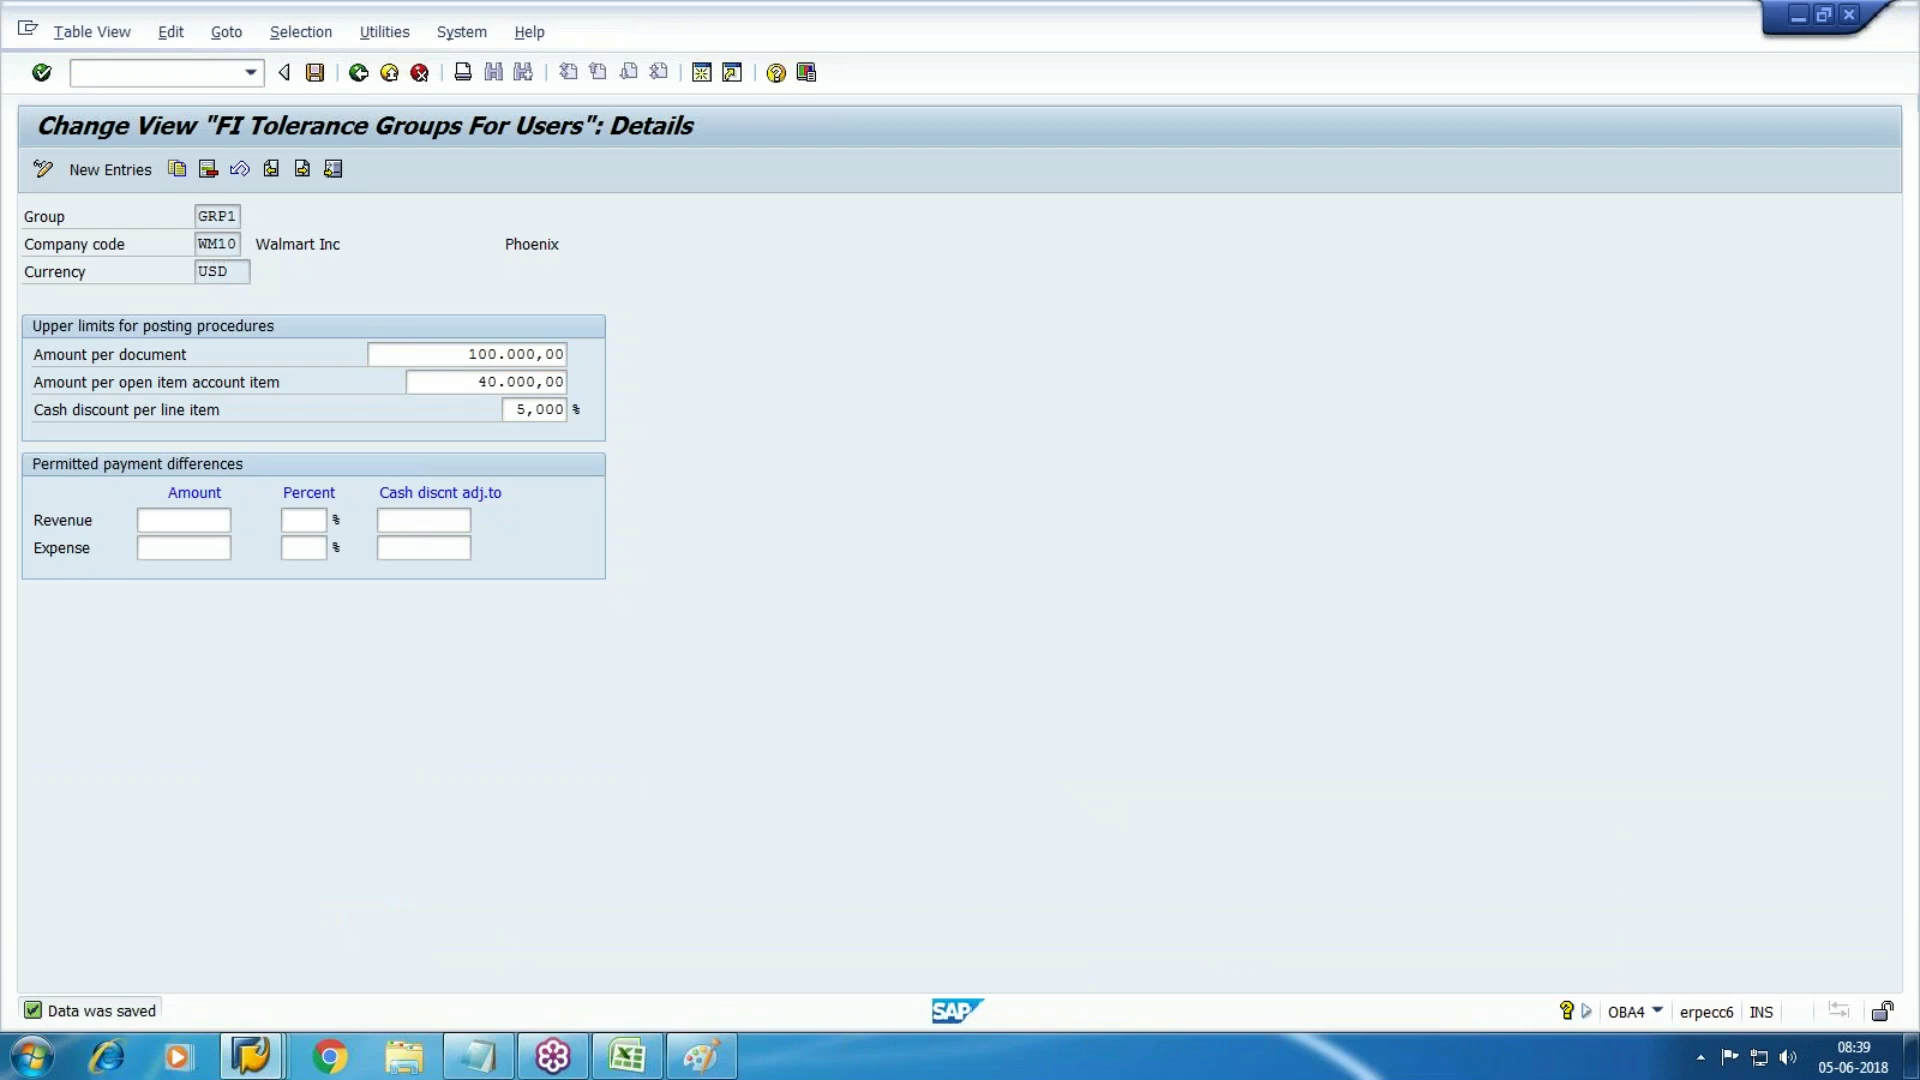 Table View Edit Goto Selection Utilities System Help
Change View "FI Tolerance Groups For Users": Details
New Entries
Group GRP1
Company code WM10 Walmart Inc Phoenix
Currency USD
Upper limits for posting procedures
Amount per document 100.000,00
Amount per open item account item 40.000,00
Cash discount per line item 5,000 %
Permitted payment differences
Amount Percent Cash discnt adj.to
Revenue %
Expense %
Data was saved SAP OBA4 erpecc6 INS
08:39
05-06-2018